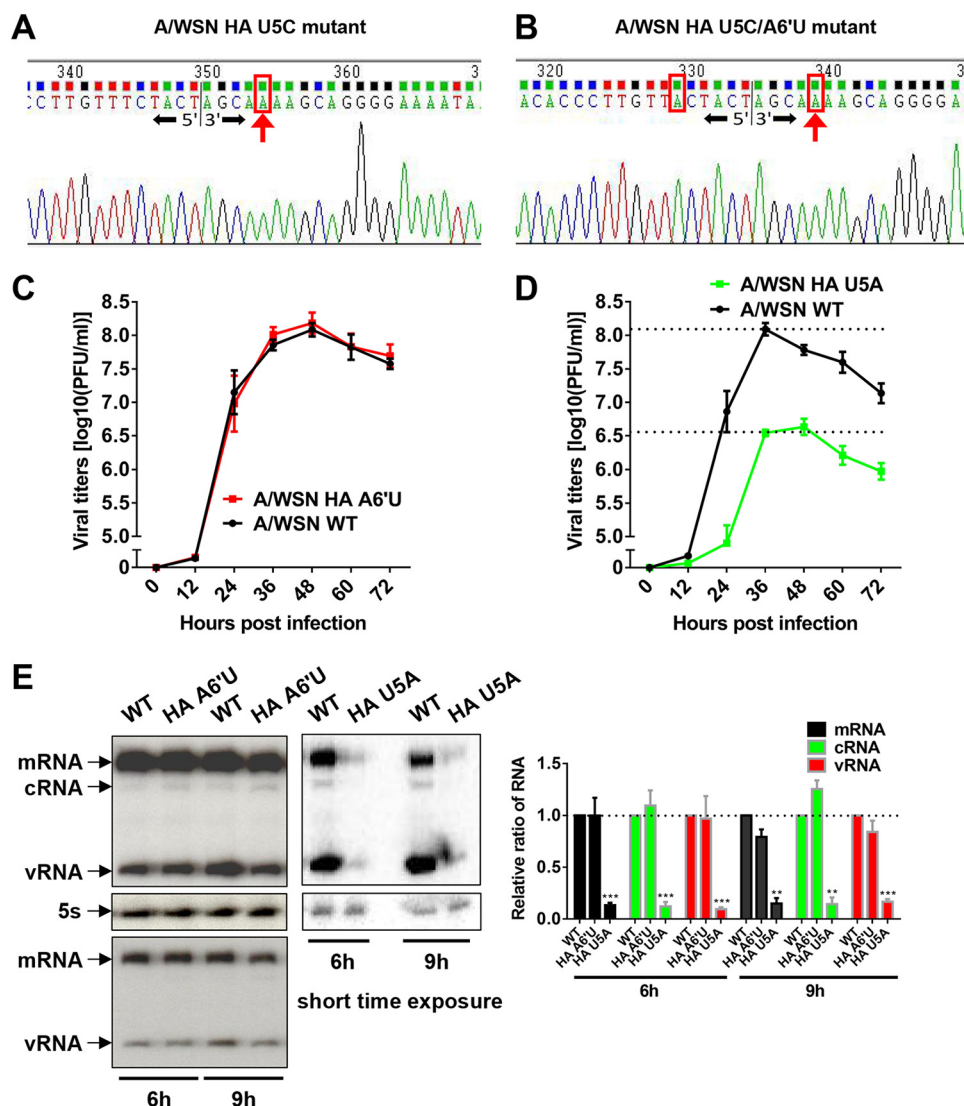 A
A/WSN HA U5C mutant
340 350 360 3
CCTTGTTTCTACTAGCAAAAGCAGGGGAAAATA
5' 3'
B
A/WSN HA U5C/A6'U mutant
320 330 340 3
ACACCCTTGTTACTACTAGCAAAAGCAGGGGA
5' 3'
C
Viral titers [log10(PFU/ml)]
8.5
8.0
7.5
7.0
6.5
6.0
5.5
5.0
0
A/WSN HA A6'U
A/WSN WT
0 12 24 36 48 60 72
Hours post infection
D
A/WSN HA U5A
A/WSN WT
Viral titers [log10(PFU/ml)]
8.5
8.0
7.5
7.0
6.5
6.0
5.5
5.0
0
0 12 24 36 48 60 72
Hours post infection
E
WT HA A6'U WT HA A6'U
WT HA U5A WT HA U5A
mRNA
cRNA
vRNA
5s
mRNA
vRNA
6h 9h
6h 9h
short time exposure
mRNA
cRNA
vRNA
Relative ratio of RNA
1.5
1.0
0.5
0.0
*** *** *** ** ** ***
WT HA A6'U HA U5A WT HA A6'U HA U5A WT HA A6'U HA U5A WT HA A6'U HA U5A WT HA A6'U HA U5A WT HA A6'U HA U5A
6h 9h